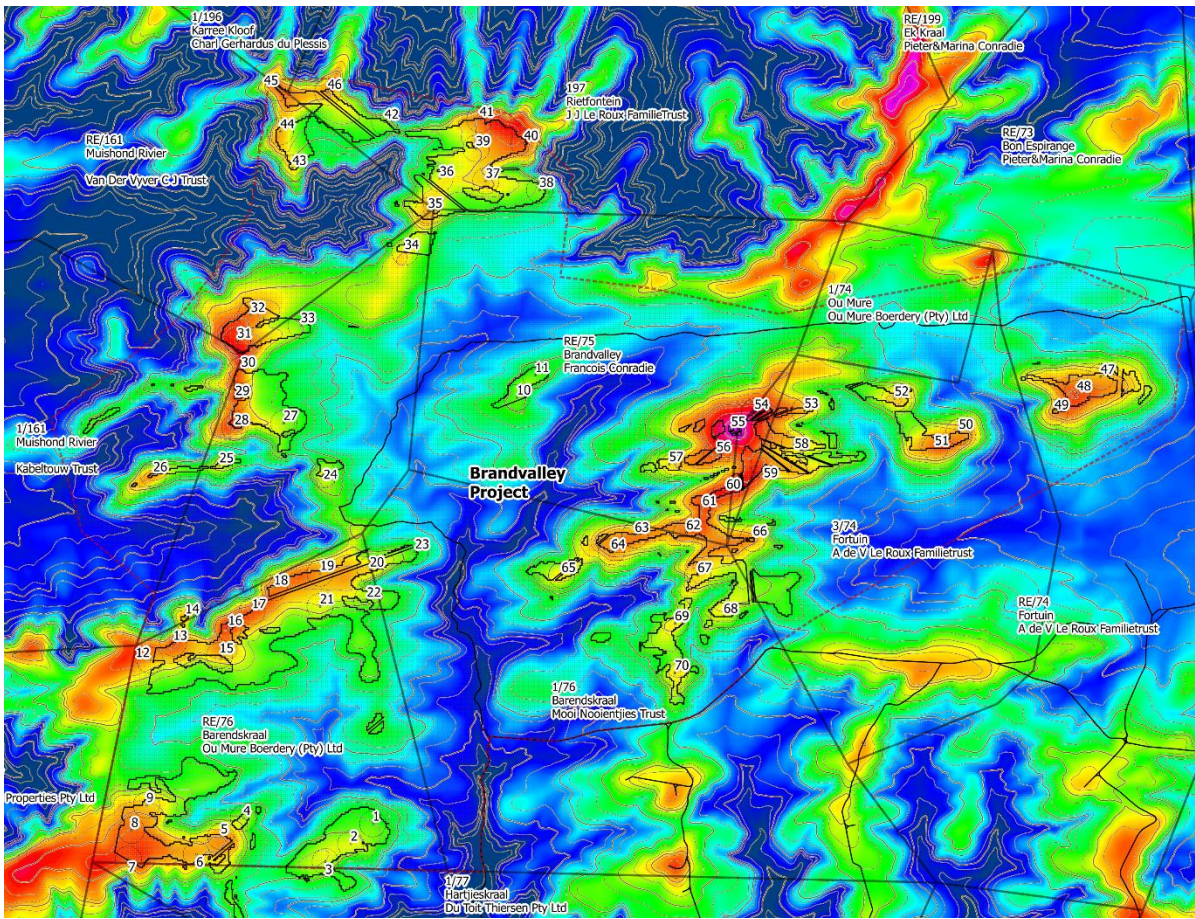 1/196
Karree Kloof
Charl Gerhardus du Plessis
RE/199
Ek Kraal
Pieter&Marina Conradie
45
46
197
Rietfontein
J J Le Roux FamilieTrust
42
41
44
40
39
RE/161
Muishond Rivier
Van Der Vyver C J Trust
RE/73
Bon Espirange
Pieter&Marina Conradie
43
36
37
38
35
34
1/74
Ou Mure
Ou Mure Boerdery (Pty) Ltd
32
33
31
RE/75
Brandvalley
Francois Conradie
30
11
10
29
28
27
52
47
48
49
54
53
55
50
51
56
58
57
1/161
Muishond Rivier
Kabeltouw Trust
25
26
24
Brandvalley
Project
59
60
61
62
63
64
66
3/74
Fortuin
A de V Le Roux Familietrust
23
20
19
18
65
67
22
21
17
14
16
68
69
RE/74
Fortuin
A de V Le Roux Familietrust
13
12
15
70
1/76
Barendskraal
Mooi Nooientjies Trust
RE/76
Barendskraal
Ou Mure Boerdery (Pty) Ltd
Properties Pty Ltd
9
4
8
5
1
2
7
6
3
1/77
Hartjieskraal
Du Toit Thiersen Pty Ltd